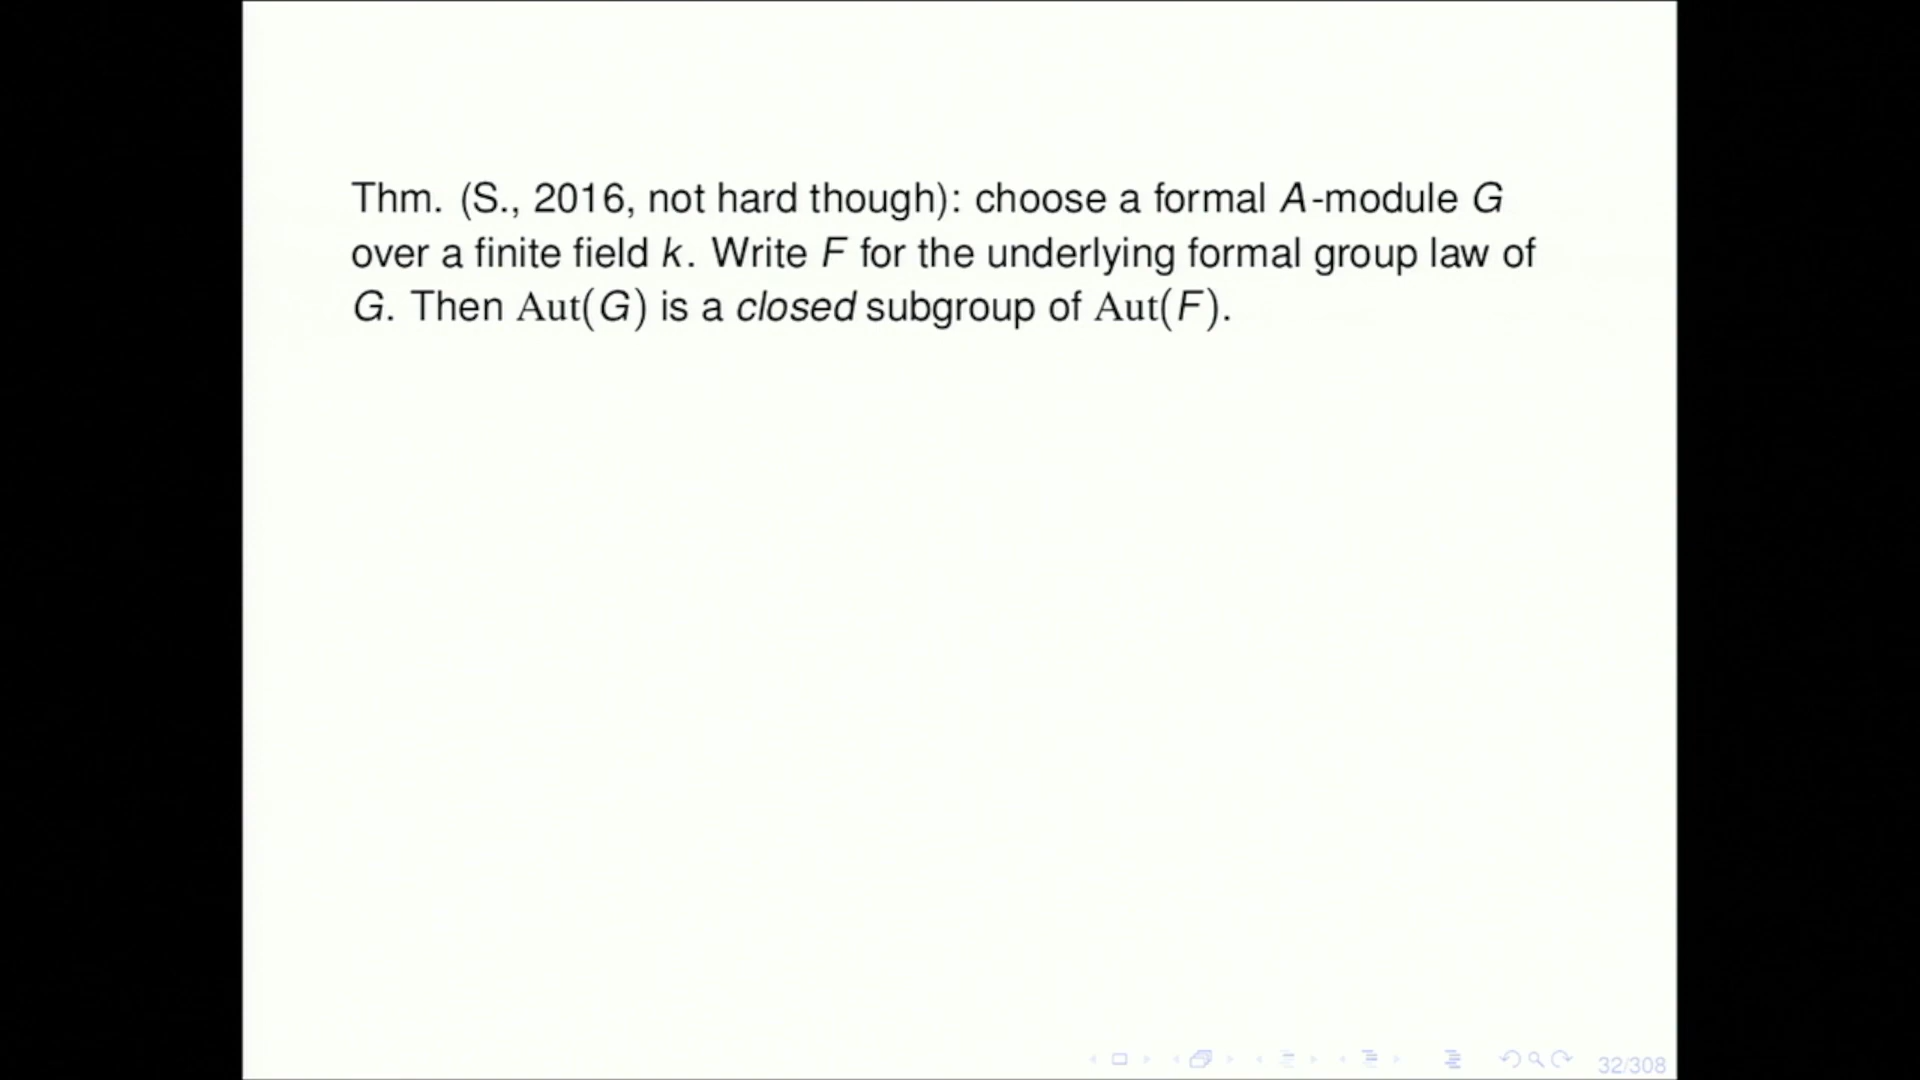 Thm. (S., 2016, not hard though): choose a formal A-module G
over a finite field k. Write F for the underlying formal group law of
G. Then Aut(G) is a closed subgroup of Aut(F).
32/308